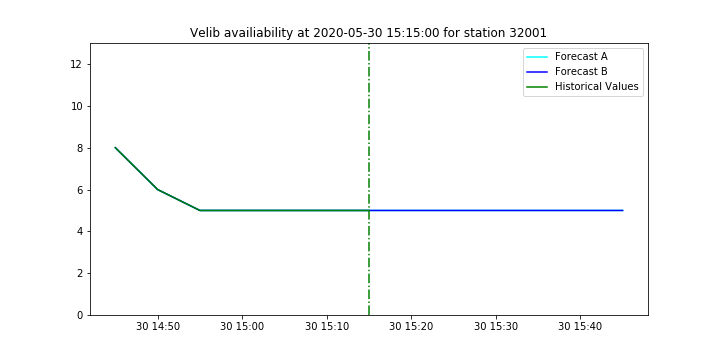 Velib availiability at 2020-05-30 15:15:00 for station 32001
Forecast A
Forecast B
Historical Values
12
10
8
6
4
2
0
30 14:50 30 15:00 30 15:10 30 15:20 30 15:30 30 15:40